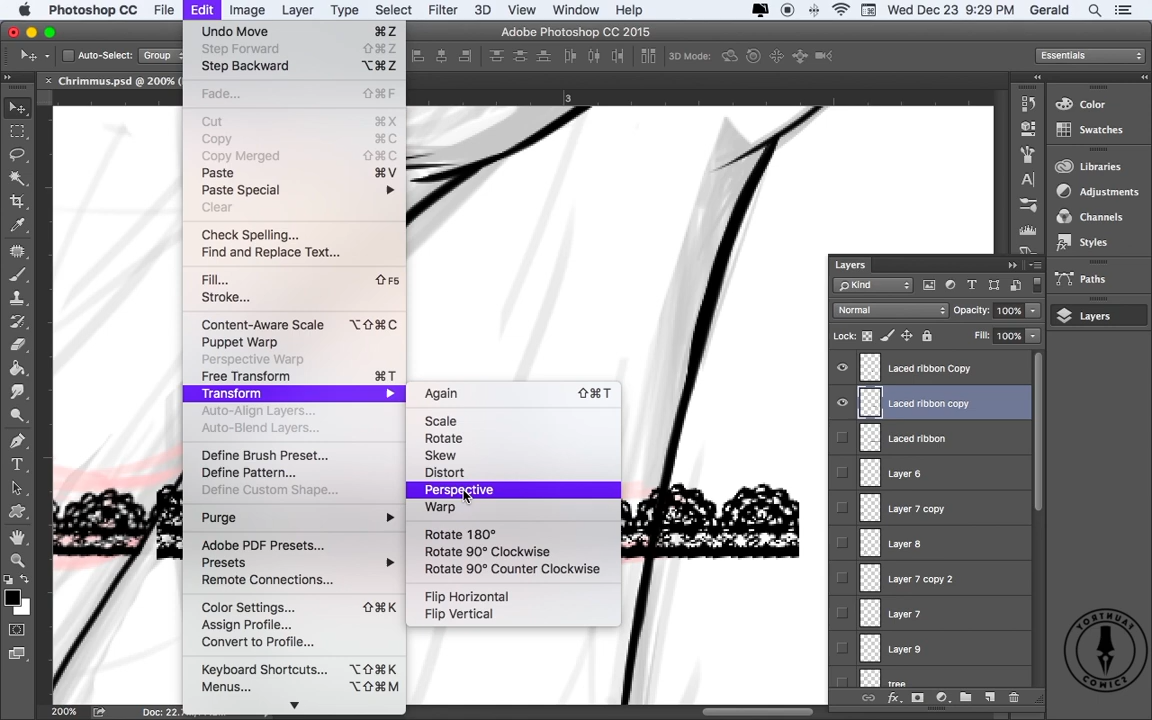 Photoshop CC File Edit Image Layer Type Select Filter 3D View Window Help Wed Dec 23 9:29 PM Gerald
Adobe Photoshop CC 2015
Auto-Select: Group 3D Mode: Essentials
× Chrimmus.psd @ 200% (
3
Undo Move ⌘Z
Step Forward ⇧⌘Z
Step Backward ⌥⌘Z
Fade... ⇧⌘F
Cut ⌘X
Copy ⌘C
Copy Merged ⇧⌘C
Paste ⌘V
Paste Special
Clear
Check Spelling...
Find and Replace Text...
Fill... ⇧F5
Stroke...
Content-Aware Scale ⌥⇧⌘C
Puppet Warp
Perspective Warp
Free Transform ⌘T
Transform
Auto-Align Layers...
Auto-Blend Layers...
Define Brush Preset...
Define Pattern...
Define Custom Shape...
Purge
Adobe PDF Presets...
Presets
Remote Connections...
Color Settings... ⇧⌘K
Assign Profile...
Convert to Profile...
Keyboard Shortcuts... ⌥⇧⌘K
Menus... ⌥⇧⌘M
Again ⇧⌘T
Scale
Rotate
Skew
Distort
Perspective
Warp
Rotate 180°
Rotate 90° Clockwise
Rotate 90° Counter Clockwise
Flip Horizontal
Flip Vertical
Layers
Kind
Normal Opacity: 100%
Lock: Fill: 100%
Laced ribbon Copy
Laced ribbon copy
Laced ribbon
Layer 6
Layer 7 copy
Layer 8
Layer 7 copy 2
Layer 7
Layer 9
tree
Color
Swatches
Libraries
Adjustments
Channels
Styles
Paths
Layers
200% Doc: 22.
YORTHUAT
COMICZ